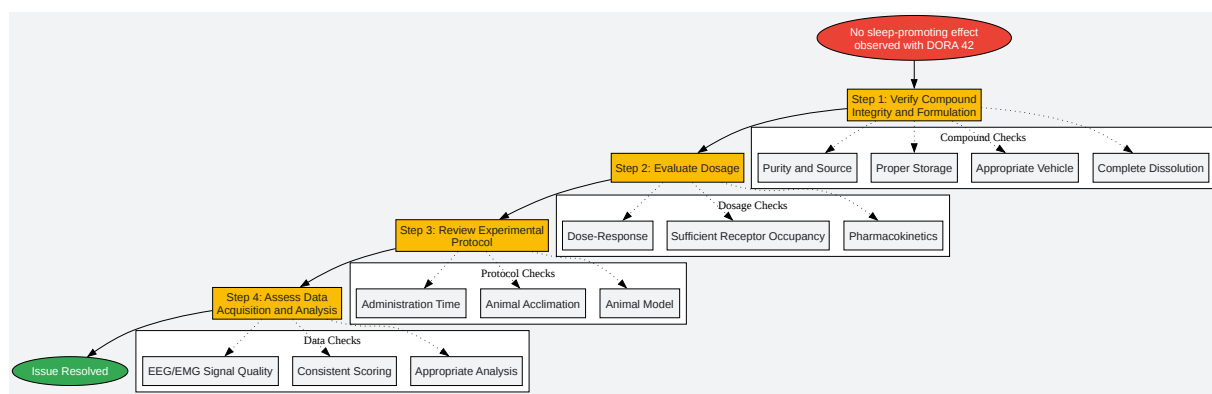 No sleep-promoting effect
observed with DORA 42
Step 1: Verify Compound
Integrity and Formulation
Compound Checks
Purity and Source
Proper Storage
Appropriate Vehicle
Complete Dissolution
Step 2: Evaluate Dosage
Dosage Checks
Dose-Response
Sufficient Receptor Occupancy
Pharmacokinetics
Step 3: Review Experimental
Protocol
Protocol Checks
Administration Time
Animal Acclimation
Animal Model
Step 4: Assess Data
Acquisition and Analysis
Data Checks
EEG/EMG Signal Quality
Consistent Scoring
Appropriate Analysis
Issue Resolved